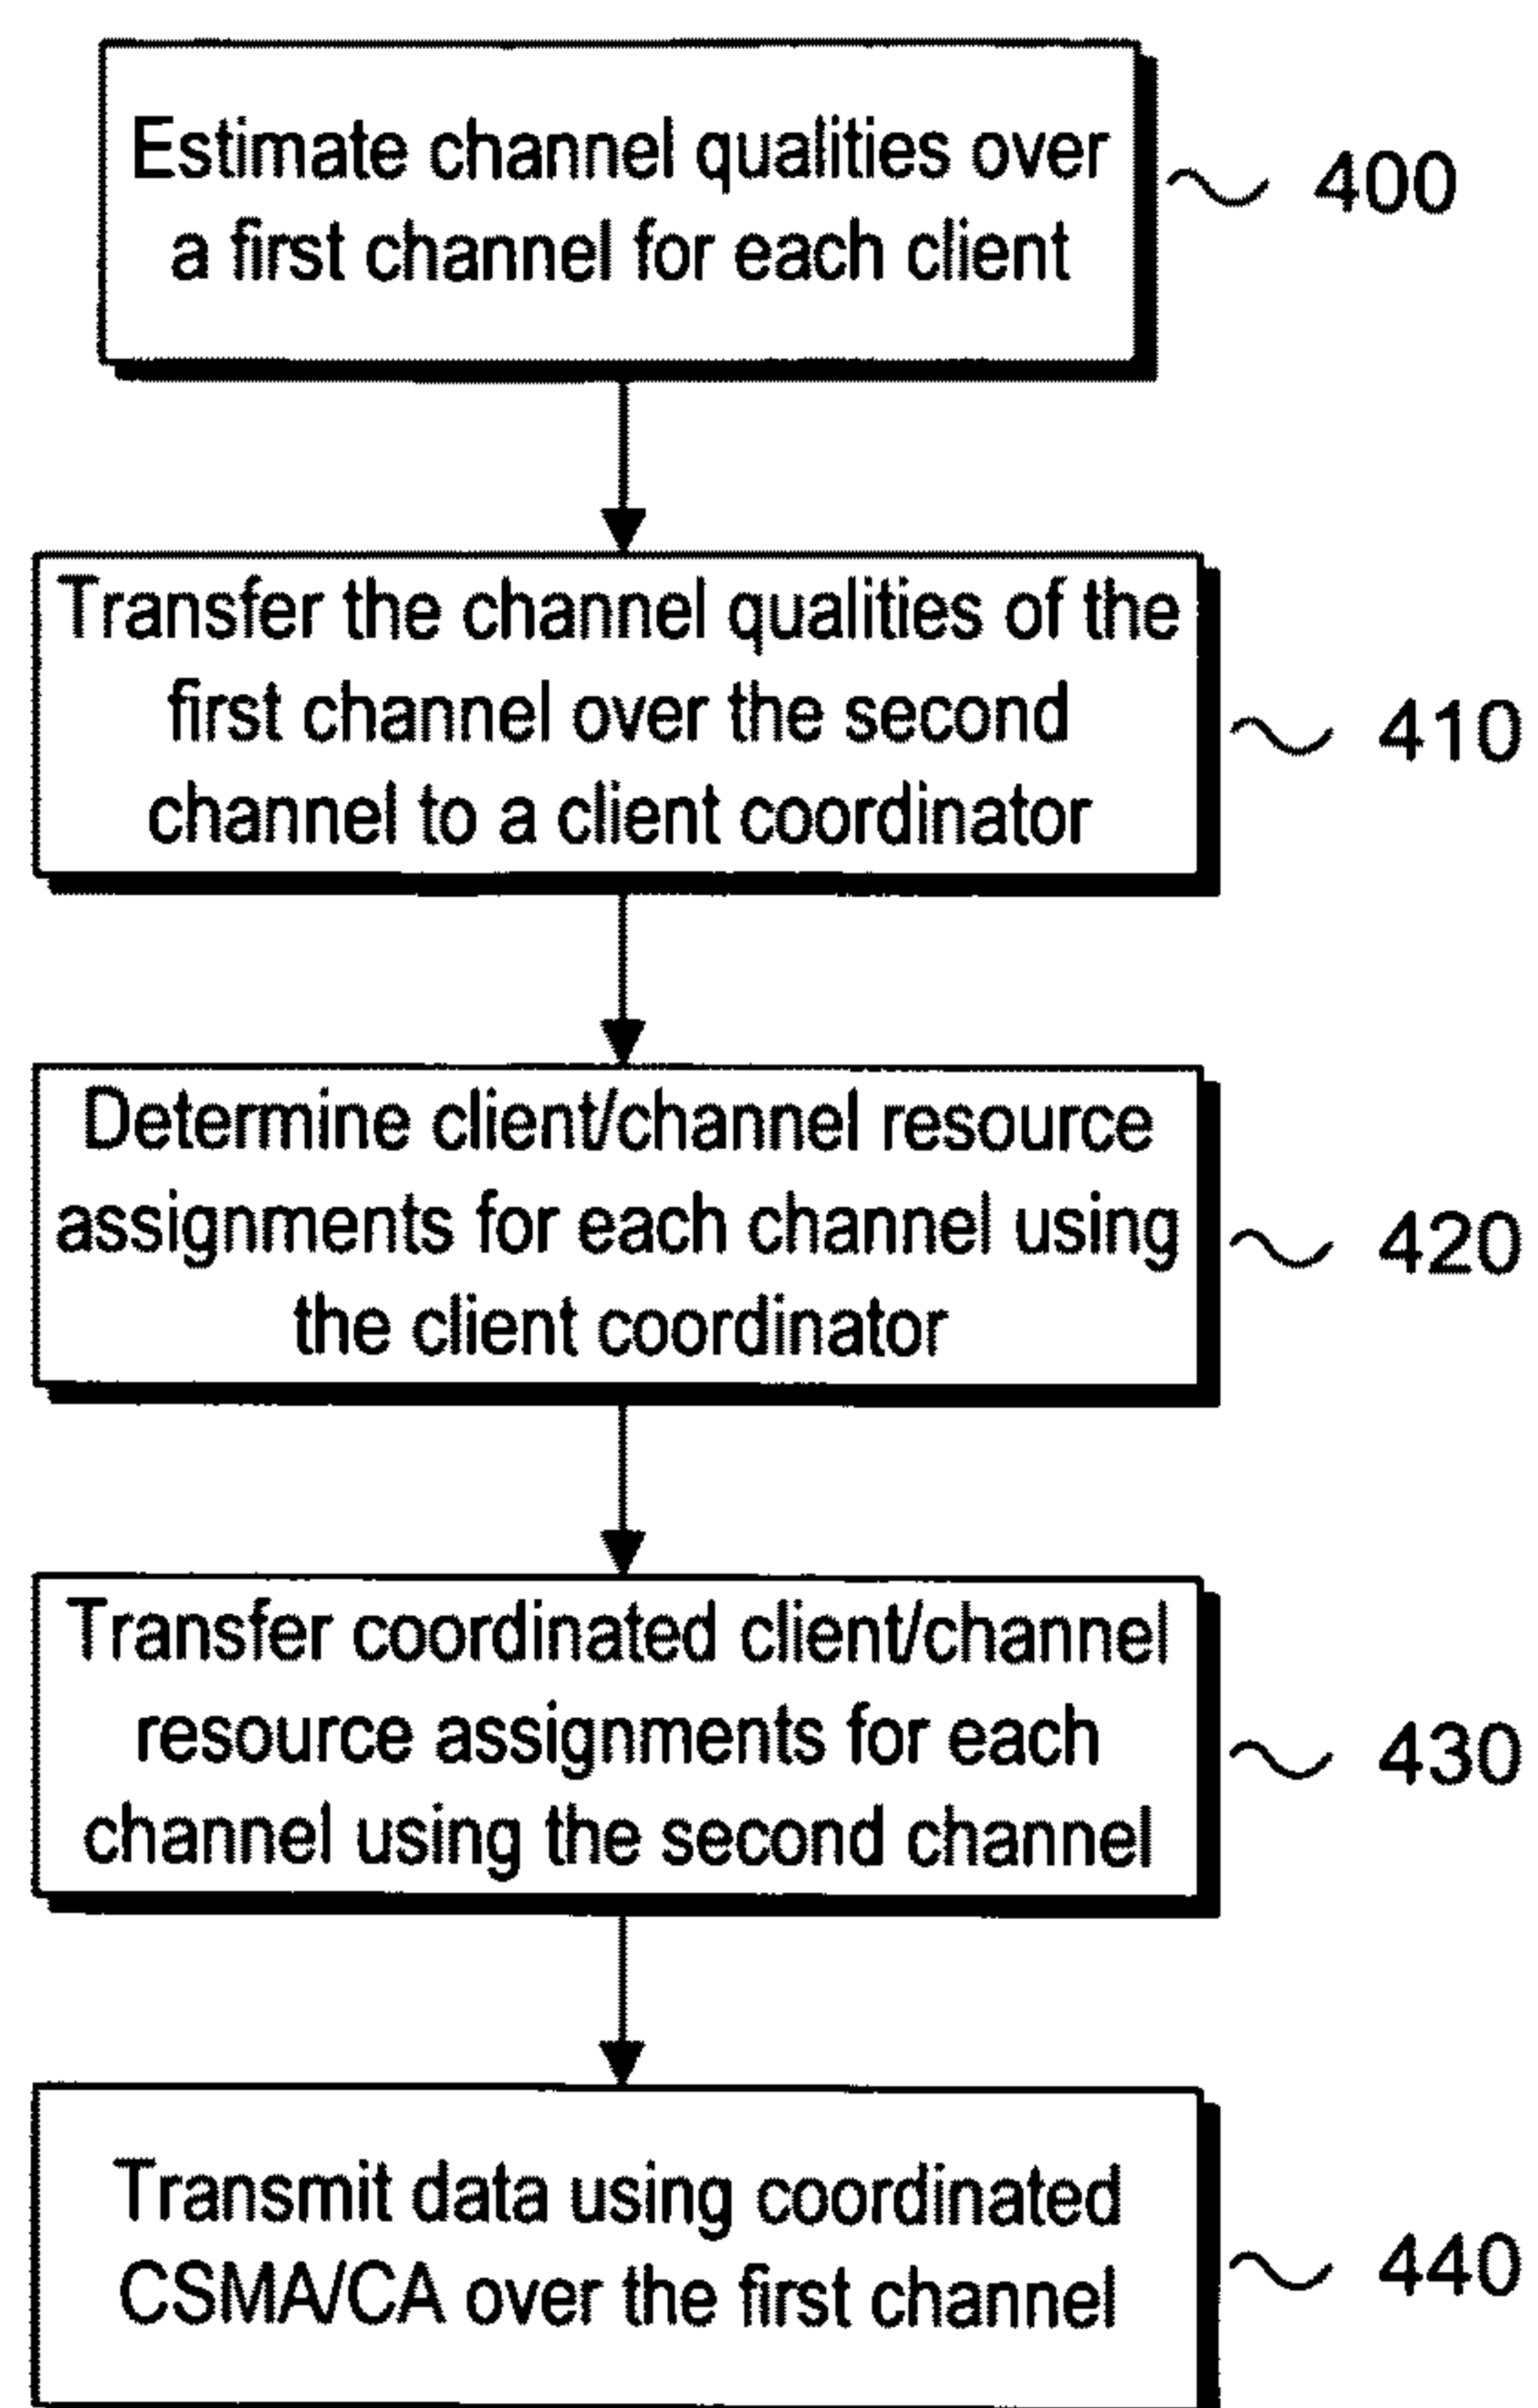 Estimate channel qualities over
a first channel for each client
400
Transfer the channel qualities of the
first channel over the second
channel to a client coordinator
410
Determine client/channel resource
assignments for each channel using
the client coordinator
420
Transfer coordinated client/channel
resource assignments for each
channel using the second channel
430
Transmit data using coordinated
CSMA/CA over the first channel
440